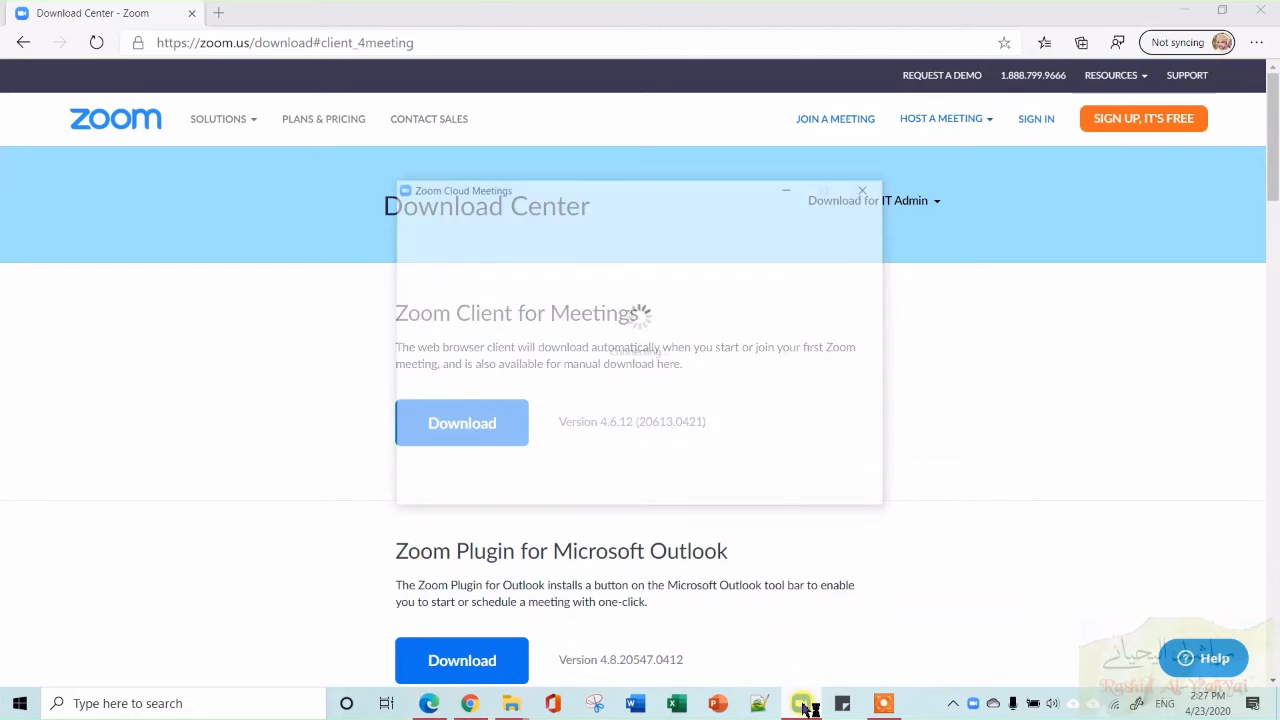 Download Center - Zoom
https://zoom.us/download#client_4meeting
Not syncing
REQUEST A DEMO
1.888.799.9666
RESOURCES
SUPPORT
zoom
SOLUTIONS
PLANS & PRICING
CONTACT SALES
JOIN A MEETING
HOST A MEETING
SIGN IN
SIGN UP, IT'S FREE
Zoom Cloud Meetings
Download Center
Download for IT Admin
Zoom Client for Meetings
The web browser client will download automatically when you start or join your first Zoom
Connecting...
meeting, and is also available for manual download here.
Download
Version 4.6.12 (20613.0421)
Zoom Plugin for Microsoft Outlook
The Zoom Plugin for Outlook installs a button on the Microsoft Outlook tool bar to enable
you to start or schedule a meeting with one-click.
Download
Version 4.8.20547.0412
Help
راشد اليحيائي
Rashid Al-Yahyai
Type here to search
2:27 PM
4/23/2020